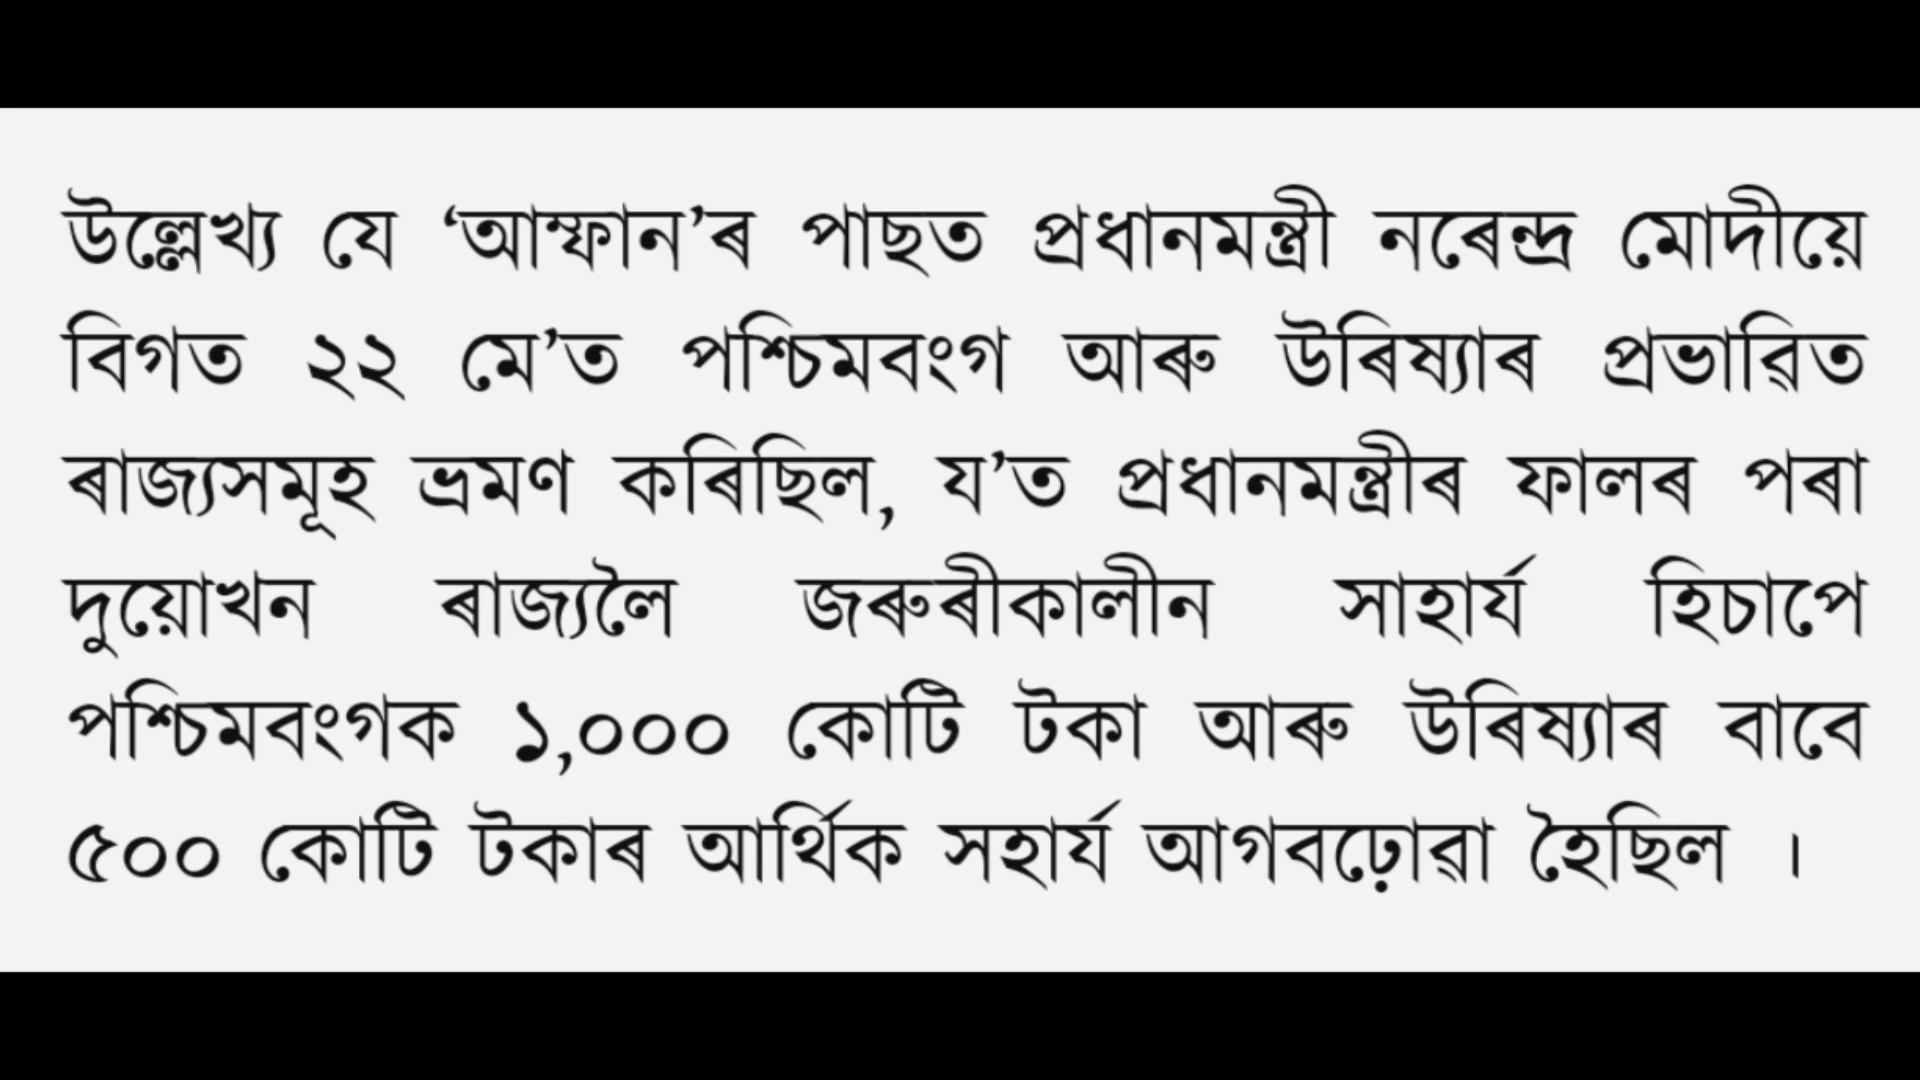 উল্লেখ্য যে ‘আম্ফান’ৰ পাছত প্ৰধানমন্ত্ৰী নৰেন্দ্ৰ মোদীয়ে
বিগত ২২ মে’ত পশ্চিমবংগ আৰু উৰিষ্যাৰ প্ৰভাৱিত
ৰাজ্যসমূহ ভ্ৰমণ কৰিছিল, য’ত প্ৰধানমন্ত্ৰীৰ ফালৰ পৰা
দুয়োখন ৰাজ্যলৈ জৰুৰীকালীন সাহাৰ্য হিচাপে
পশ্চিমবংগক ১,০০০ কোটি টকা আৰু উৰিষ্যাৰ বাবে
৫০০ কোটি টকাৰ আৰ্থিক সহাৰ্য আগবঢ়োৱা হৈছিল ।